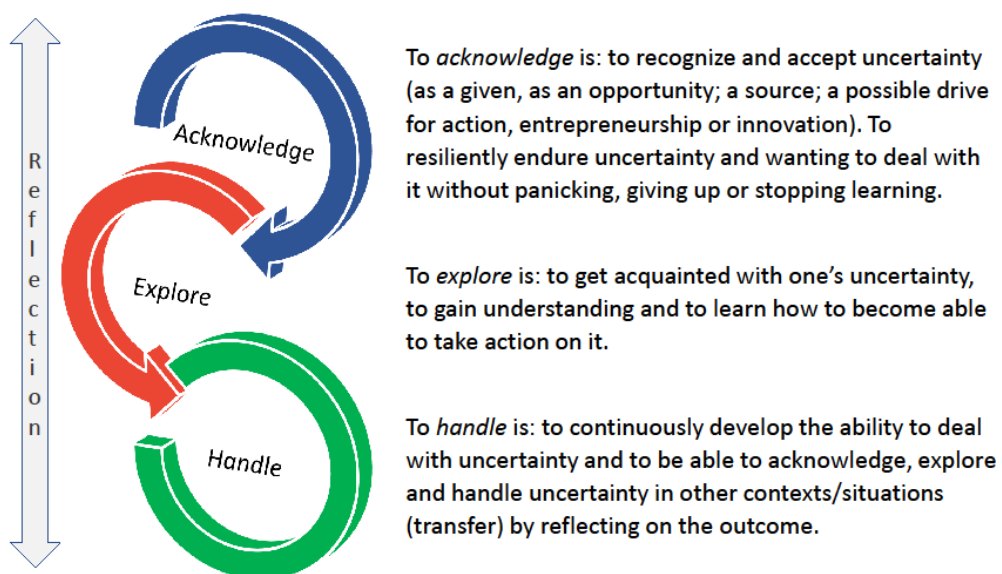 Reflection
Acknowledge
To acknowledge is: to recognize and accept uncertainty
(as a given, as an opportunity; a source; a possible drive
for action, entrepreneurship or innovation). To
resiliently endure uncertainty and wanting to deal with
it without panicking, giving up or stopping learning.
Explore
To explore is: to get acquainted with one’s uncertainty,
to gain understanding and to learn how to become able
to take action on it.
Handle
To handle is: to continuously develop the ability to deal
with uncertainty and to be able to acknowledge, explore
and handle uncertainty in other contexts/situations
(transfer) by reflecting on the outcome.